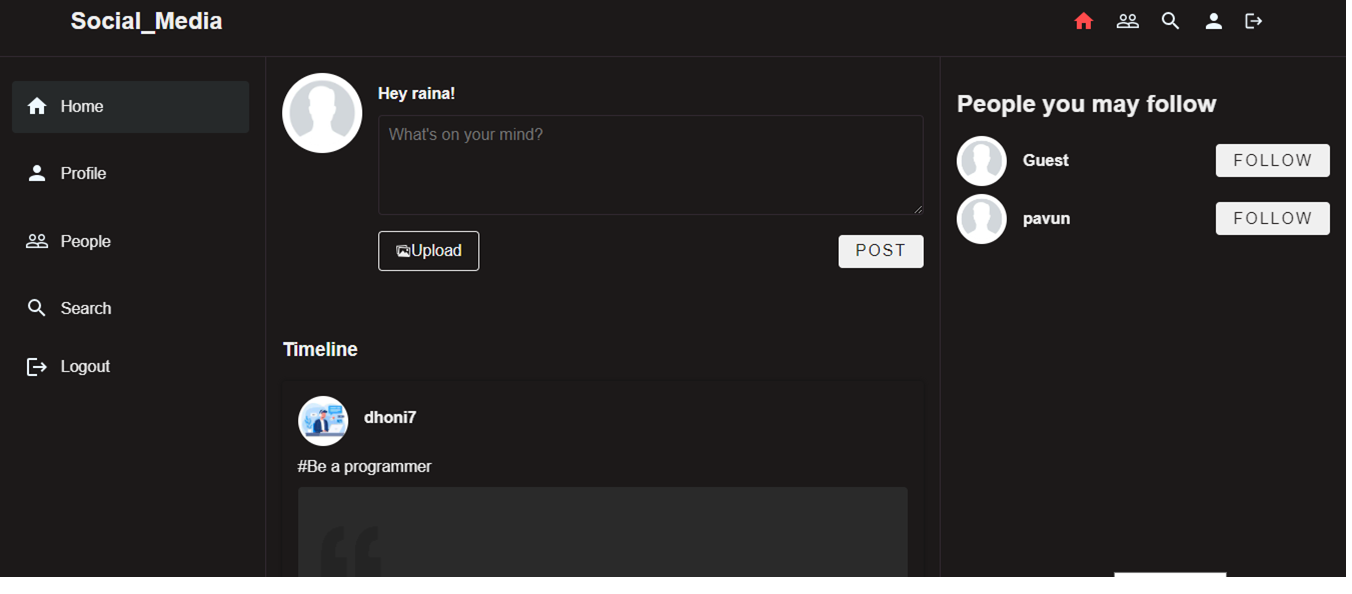 Social_Media
Home
Profile
People
Search
Logout
Hey raina!
What's on your mind?
Upload
POST
Timeline
dhoni7
#Be a programmer
“
People you may follow
Guest
FOLLOW
pavun
FOLLOW